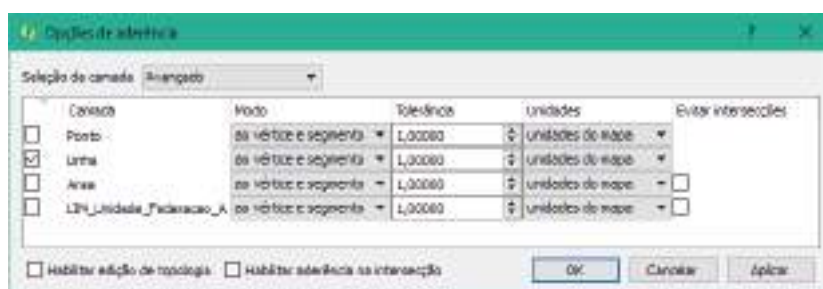 Opções de aderência ? ×
Seleção de camada Avançado
Camada Modo Tolerância Unidades Evitar intersecções
Ponto ao vértice e segmento 1,00000 unidades do mapa
Linha ao vértice e segmento 1,00000 unidades do mapa
Area ao vértice e segmento 1,00000 unidades do mapa
LIM_Unidade_Federacao_A ao vértice e segmento 1,00000 unidades do mapa
Habilitar edição de topologia Habilitar aderência na intersecção OK Cancelar Aplicar